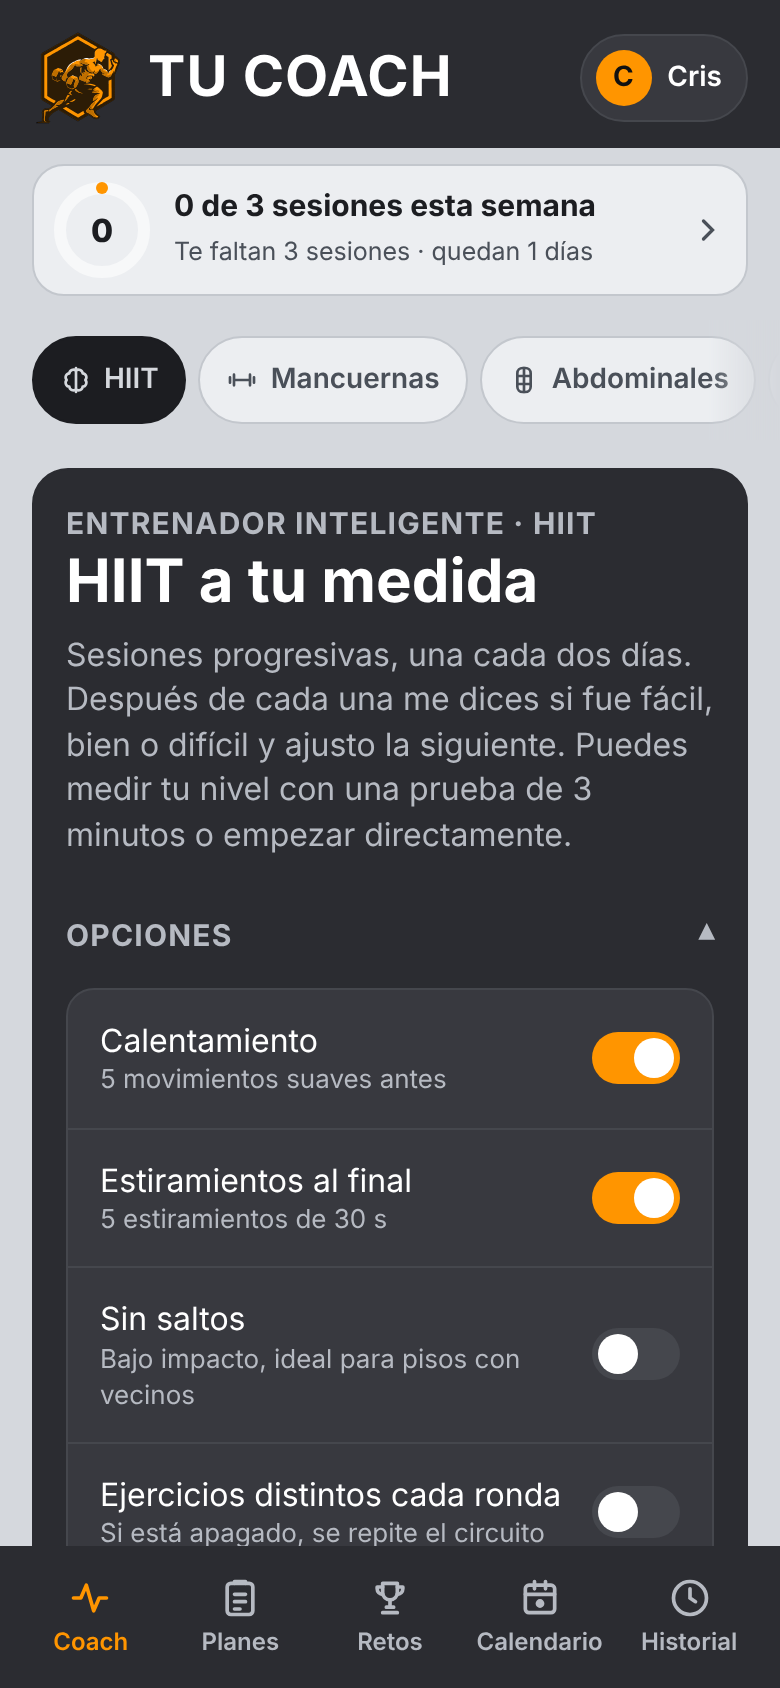 TU COACH
C
Cris
0
0 de 3 sesiones esta semana
Te faltan 3 sesiones · quedan 1 días
HIIT
Mancuernas
Abdominales
ENTRENADOR INTELIGENTE · HIIT
HIIT a tu medida
Sesiones progresivas, una cada dos días.
Después de cada una me dices si fue fácil,
bien o difícil y ajusto la siguiente. Puedes
medir tu nivel con una prueba de 3
minutos o empezar directamente.
OPCIONES
Calentamiento
5 movimientos suaves antes
Estiramientos al final
5 estiramientos de 30 s
Sin saltos
Bajo impacto, ideal para pisos con
vecinos
Ejercicios distintos cada ronda
Si está apagado, se repite el circuito
Coach
Planes
Retos
Calendario
Historial